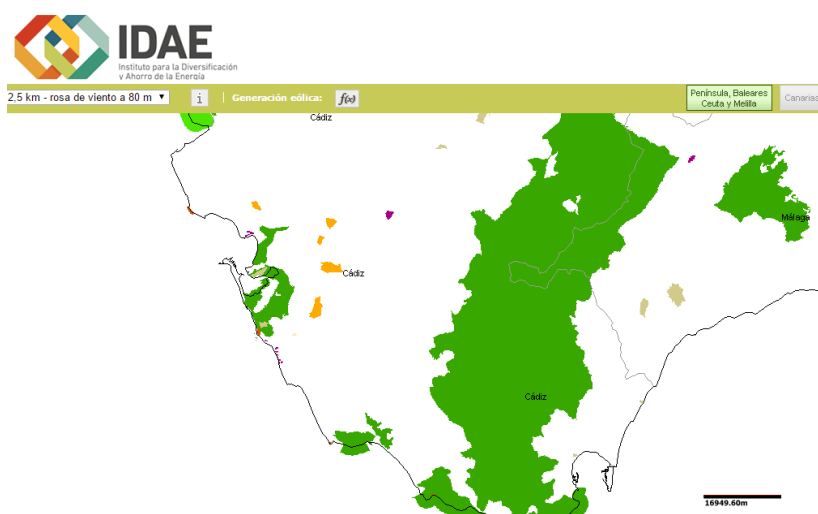 IDAE
Instituto para la Diversificación
y Ahorro de la Energía
2,5 km - rosa de viento a 80 m
i
Generación eólica:
f(x)
Península, Baleares
Ceuta y Melilla
Canarias
Cádiz
Málaga
Cádiz
Cádiz
16949.60m